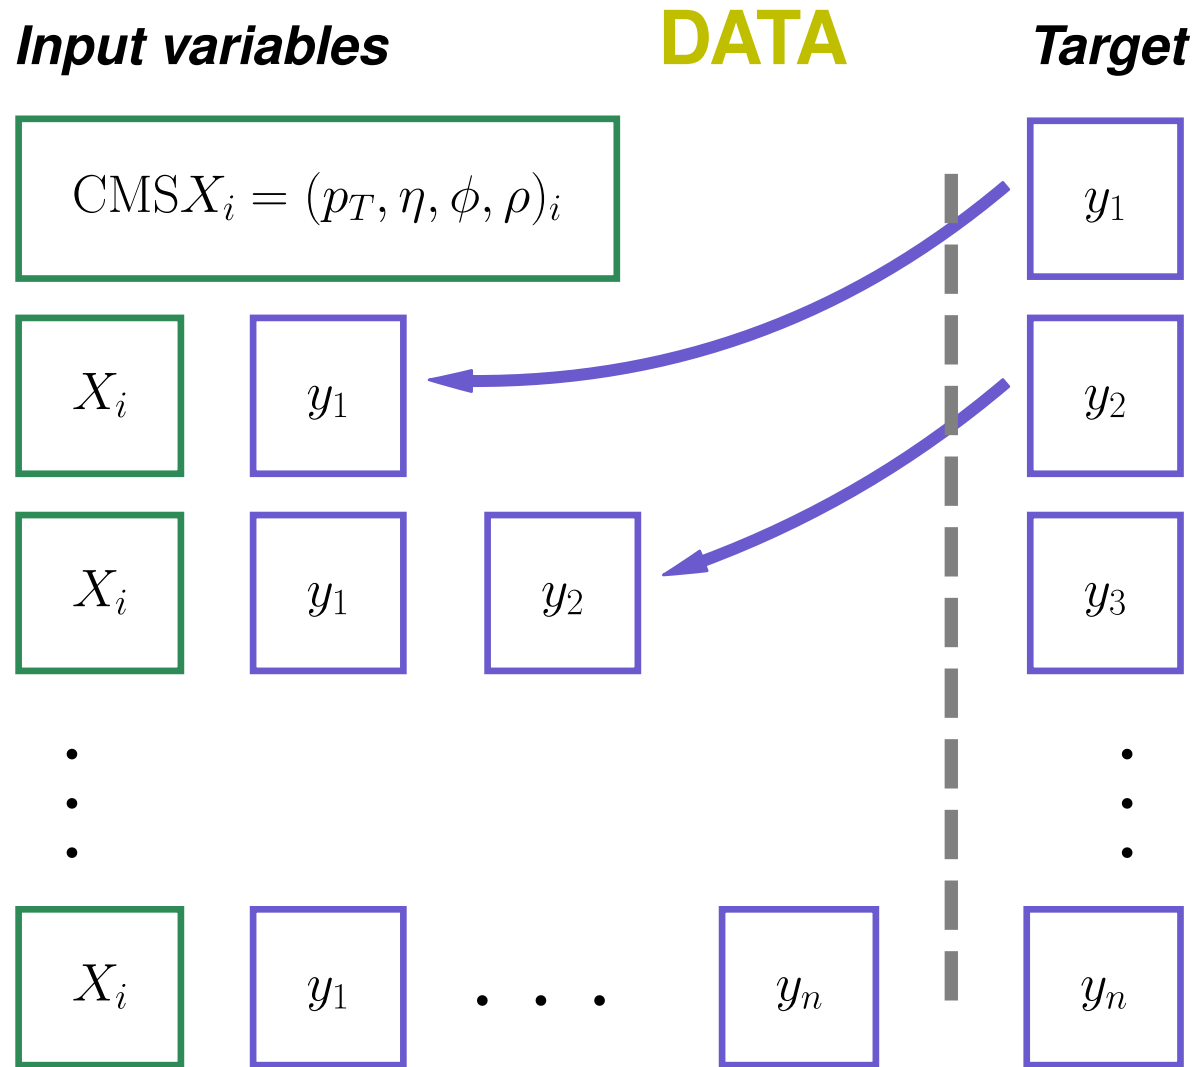 Input variables DATA Target
CMSX_i = (p_T, η, ϕ, ρ)_i y_1
X_i y_1 y_2
X_i y_1 y_2 y_3
X_i y_1 . . . y_n y_n